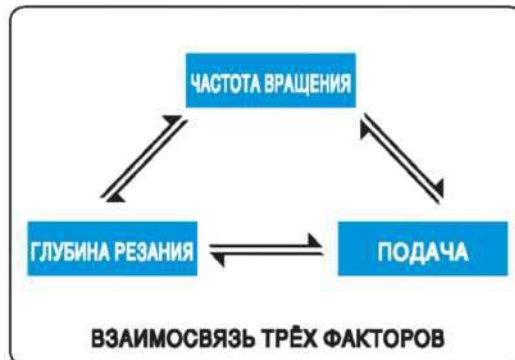 ЧАСТОТА ВРАЩЕНИЯ
ГЛУБИНА РЕЗАНИЯ
ПОДАЧА
ВЗАИМОСВЯЗЬ ТРЁХ ФАКТОРОВ